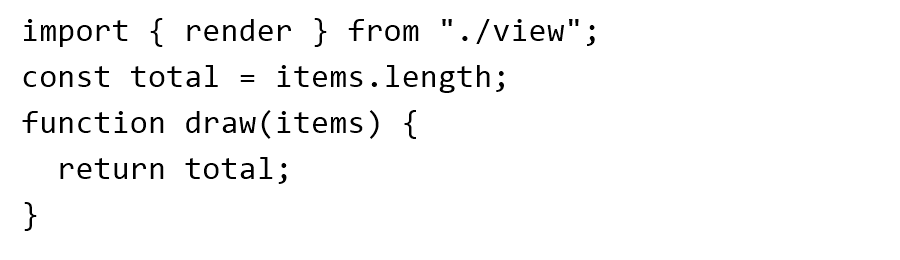 import { render } from "./view";
const total = items.length;
function draw(items) {
  return total;
}